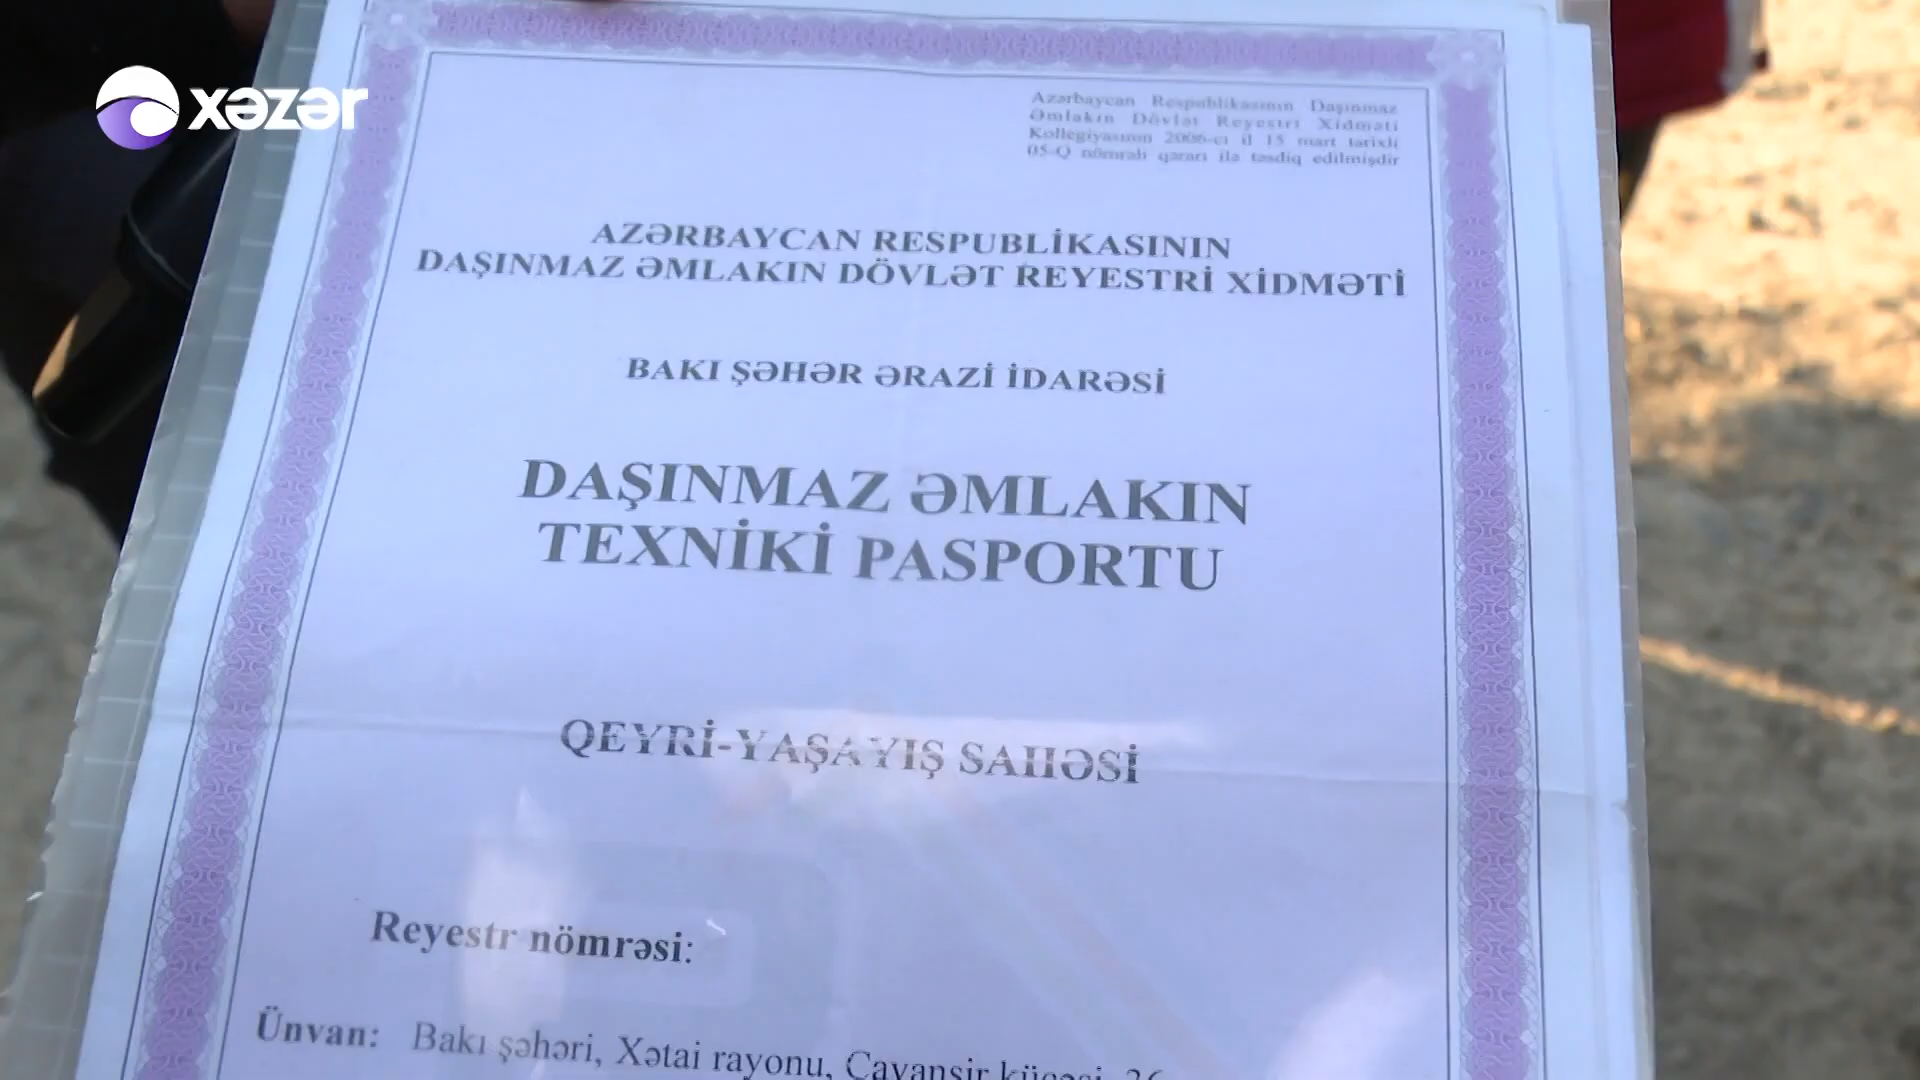 xəzər
Azərbaycan Respublikasının Daşınmaz
Əmlakın Dövlət Reyestri Xidməti
Kollegiyasının 2006-cı il 15 mart tarixli
05-Q nömrəli qərarı ilə təsdiq edilmişdir
AZƏRBAYCAN RESPUBLİKASININ
DAŞINMAZ ƏMLAKIN DÖVLƏT REYESTRİ XİDMƏTİ
BAKI ŞƏHƏR ƏRAZİ İDARƏSİ
DAŞINMAZ ƏMLAKIN
TEXNİKİ PASPORTU
QEYRİ-YAŞAYIŞ SAHƏSİ
Reyestr nömrəsi:
Ünvan: Bakı şəhəri, Xətai rayonu, Cavanşir küçəsi,